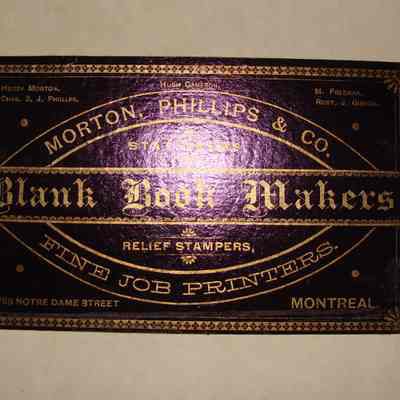 Henry Morton.
Chas. S. J. Phillips.
Hugh Cameron.
M. Freeman.
Robt. J.
MORTON, PHILLIPS & CO.
STATIONERS
Blank Book Makers
RELIEF STAMPERS,
FINE JOB PRINTERS.
NOTRE DAME STREET
MONTREAL